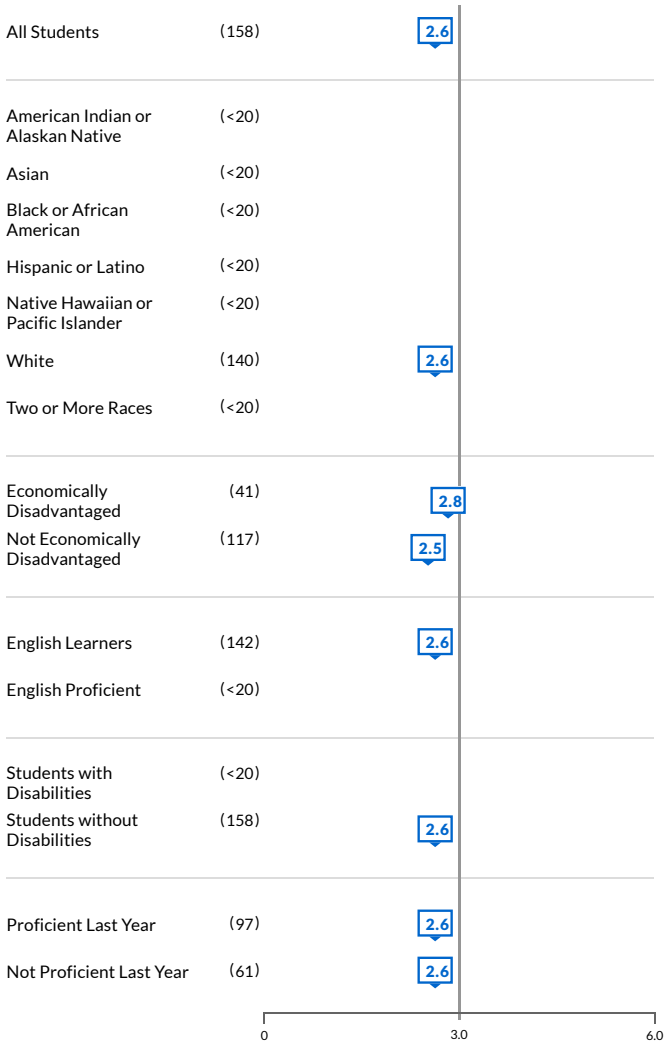 All Students (158) 2.6
American Indian or (<20)
Alaskan Native
Asian (<20)
Black or African (<20)
American
Hispanic or Latino (<20)
Native Hawaiian or (<20)
Pacific Islander
White (140) 2.6
Two or More Races (<20)
Economically (41) 2.8
Disadvantaged
Not Economically (117) 2.5
Disadvantaged
English Learners (142) 2.6
English Proficient (<20)
Students with (<20)
Disabilities
Students without (158) 2.6
Disabilities
Proficient Last Year (97) 2.6
Not Proficient Last Year (61) 2.6
0 3.0 6.0